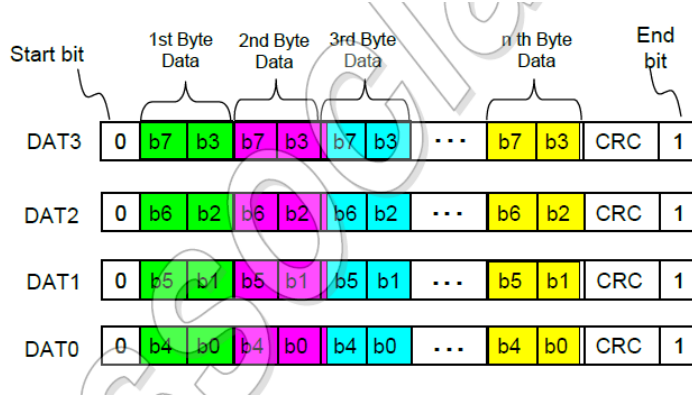 Start bit 1st Byte Data 2nd Byte Data 3rd Byte Data n th Byte Data End bit
DAT3 0 b7 b3 b7 b3 b7 b3 ··· b7 b3 CRC 1
DAT2 0 b6 b2 b6 b2 b6 b2 ··· b6 b2 CRC 1
DAT1 0 b5 b1 b5 b1 b5 b1 ··· b5 b1 CRC 1
DAT0 0 b4 b0 b4 b0 b4 b0 ··· b4 b0 CRC 1